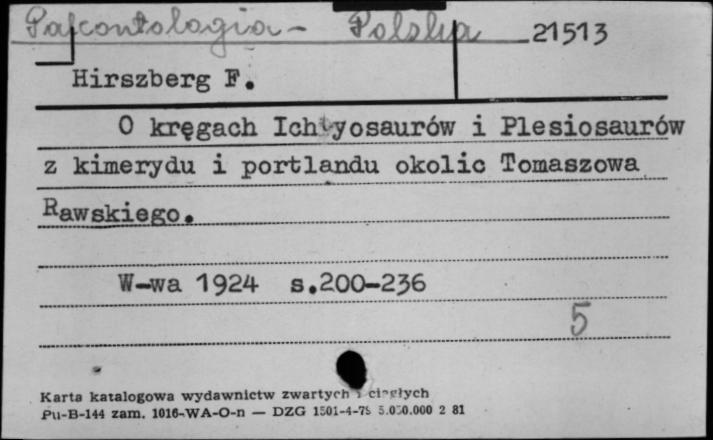 Paleontologia - Polska 21513
Hirszberg F.
O kręgach Ichtyosaurów i Plesiosaurów
z kimerydu i portlandu okolic Tomaszowa
Rawskiego.
W-wa 1924 s.200-236
5
Karta katalogowa wydawnictw zwartych i ciągłych
Pu-B-144 zam. 1016-WA-O-n — DZG 1501-4-78 5.000.000 2 81